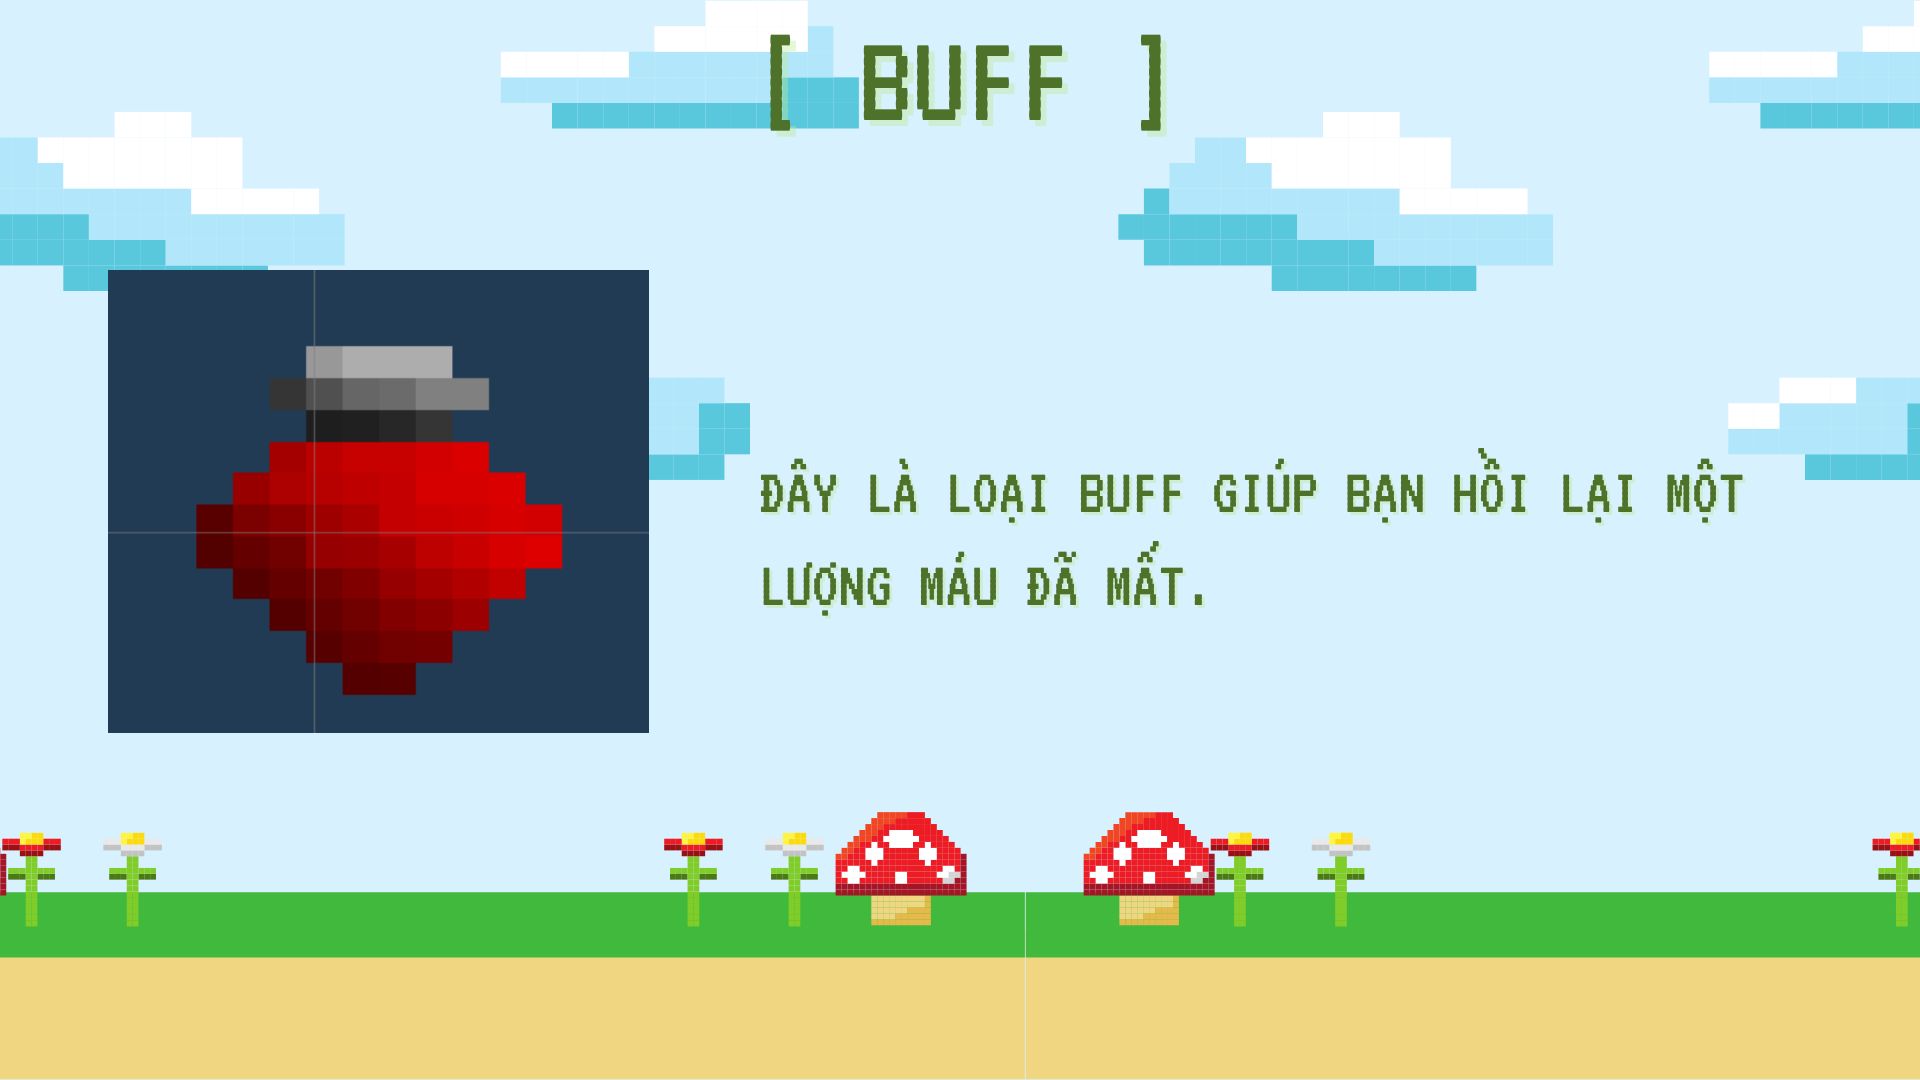 [ BUFF ]
ĐÂY LÀ LOẠI BUFF GIÚP BẠN HỒI LẠI MỘT
LƯỢNG MÁU ĐÃ MẤT.